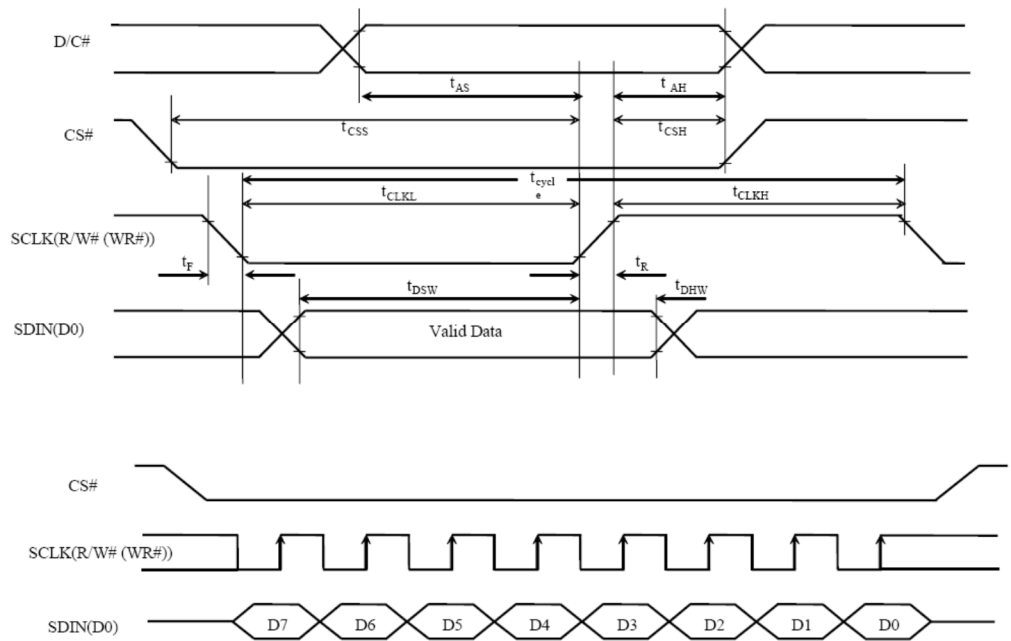 D/C#
tAS
t AH
CS#
tCSS
tCSH
tcycl
e
tCLKL
tCLKH
SCLK(R/W# (WR#))
tF
tR
tDSW
tDHW
SDIN(D0)
Valid Data
CS#
SCLK(R/W# (WR#))
SDIN(D0)
D7 D6 D5 D4 D3 D2 D1 D0